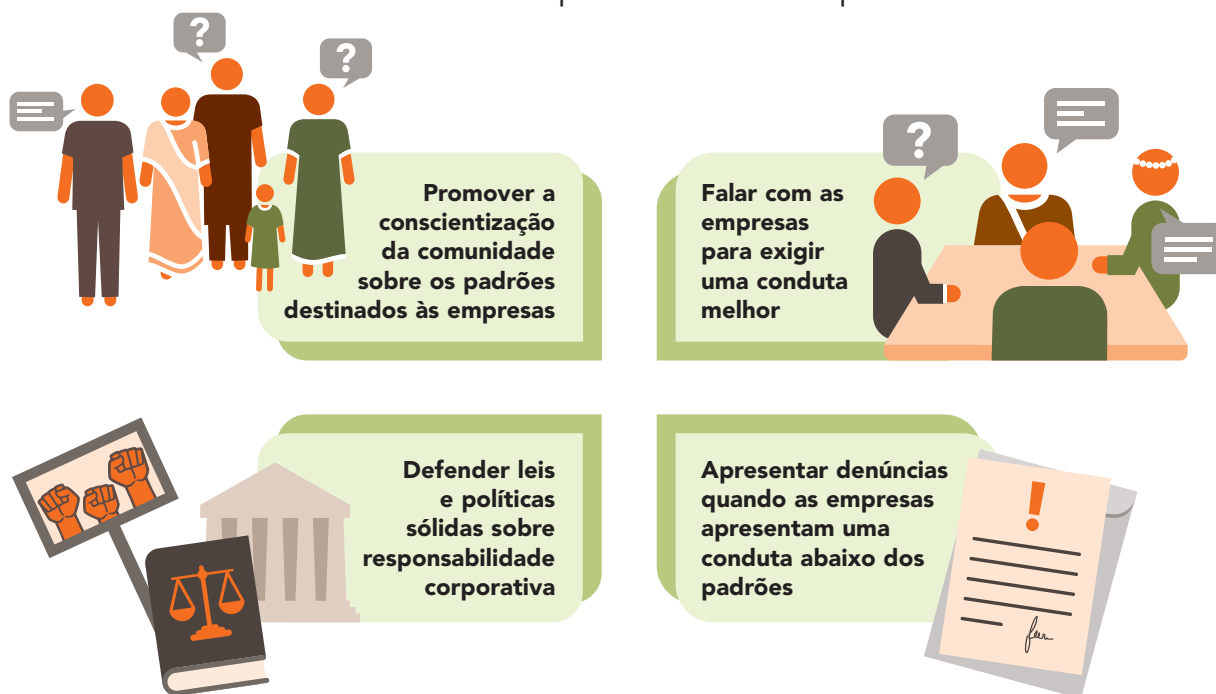 Promover a
conscientização
da comunidade
sobre os padrões
destinados às empresas
Falar com as
empresas
para exigir
uma conduta
melhor
Defender leis
e políticas
sólidas sobre
responsabilidade
corporativa
Apresentar denúncias
quando as empresas
apresentam uma
conduta abaixo dos
padrões
?
?
?
!